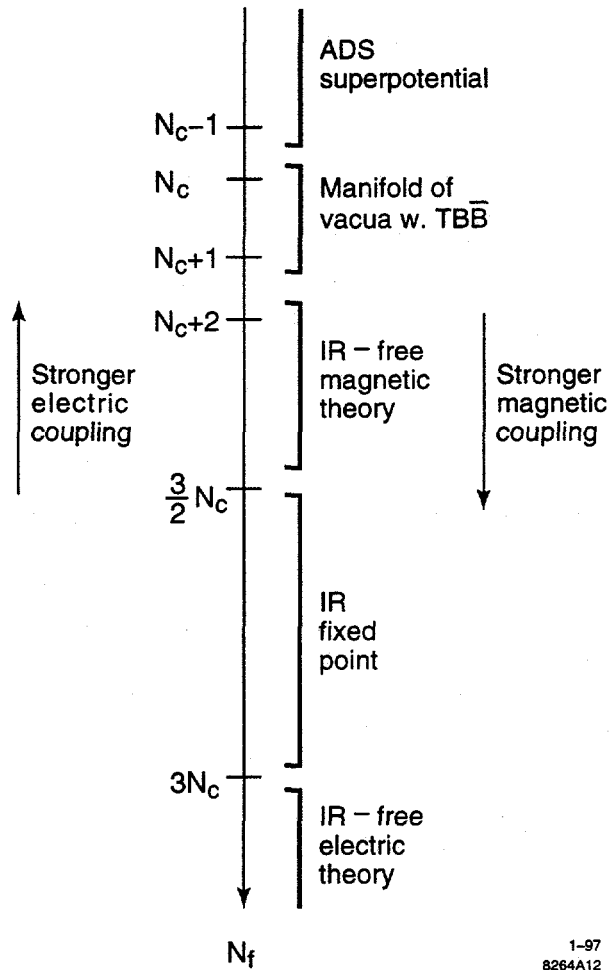 ADS
superpotential
N_c−1
N_c
Manifold of
vacua w. TBB̅
N_c+1
N_c+2
IR – free
magnetic
theory
Stronger
electric
coupling
Stronger
magnetic
coupling
3/2 N_c
IR
fixed
point
3N_c
IR – free
electric
theory
N_f
1–97
8264A12